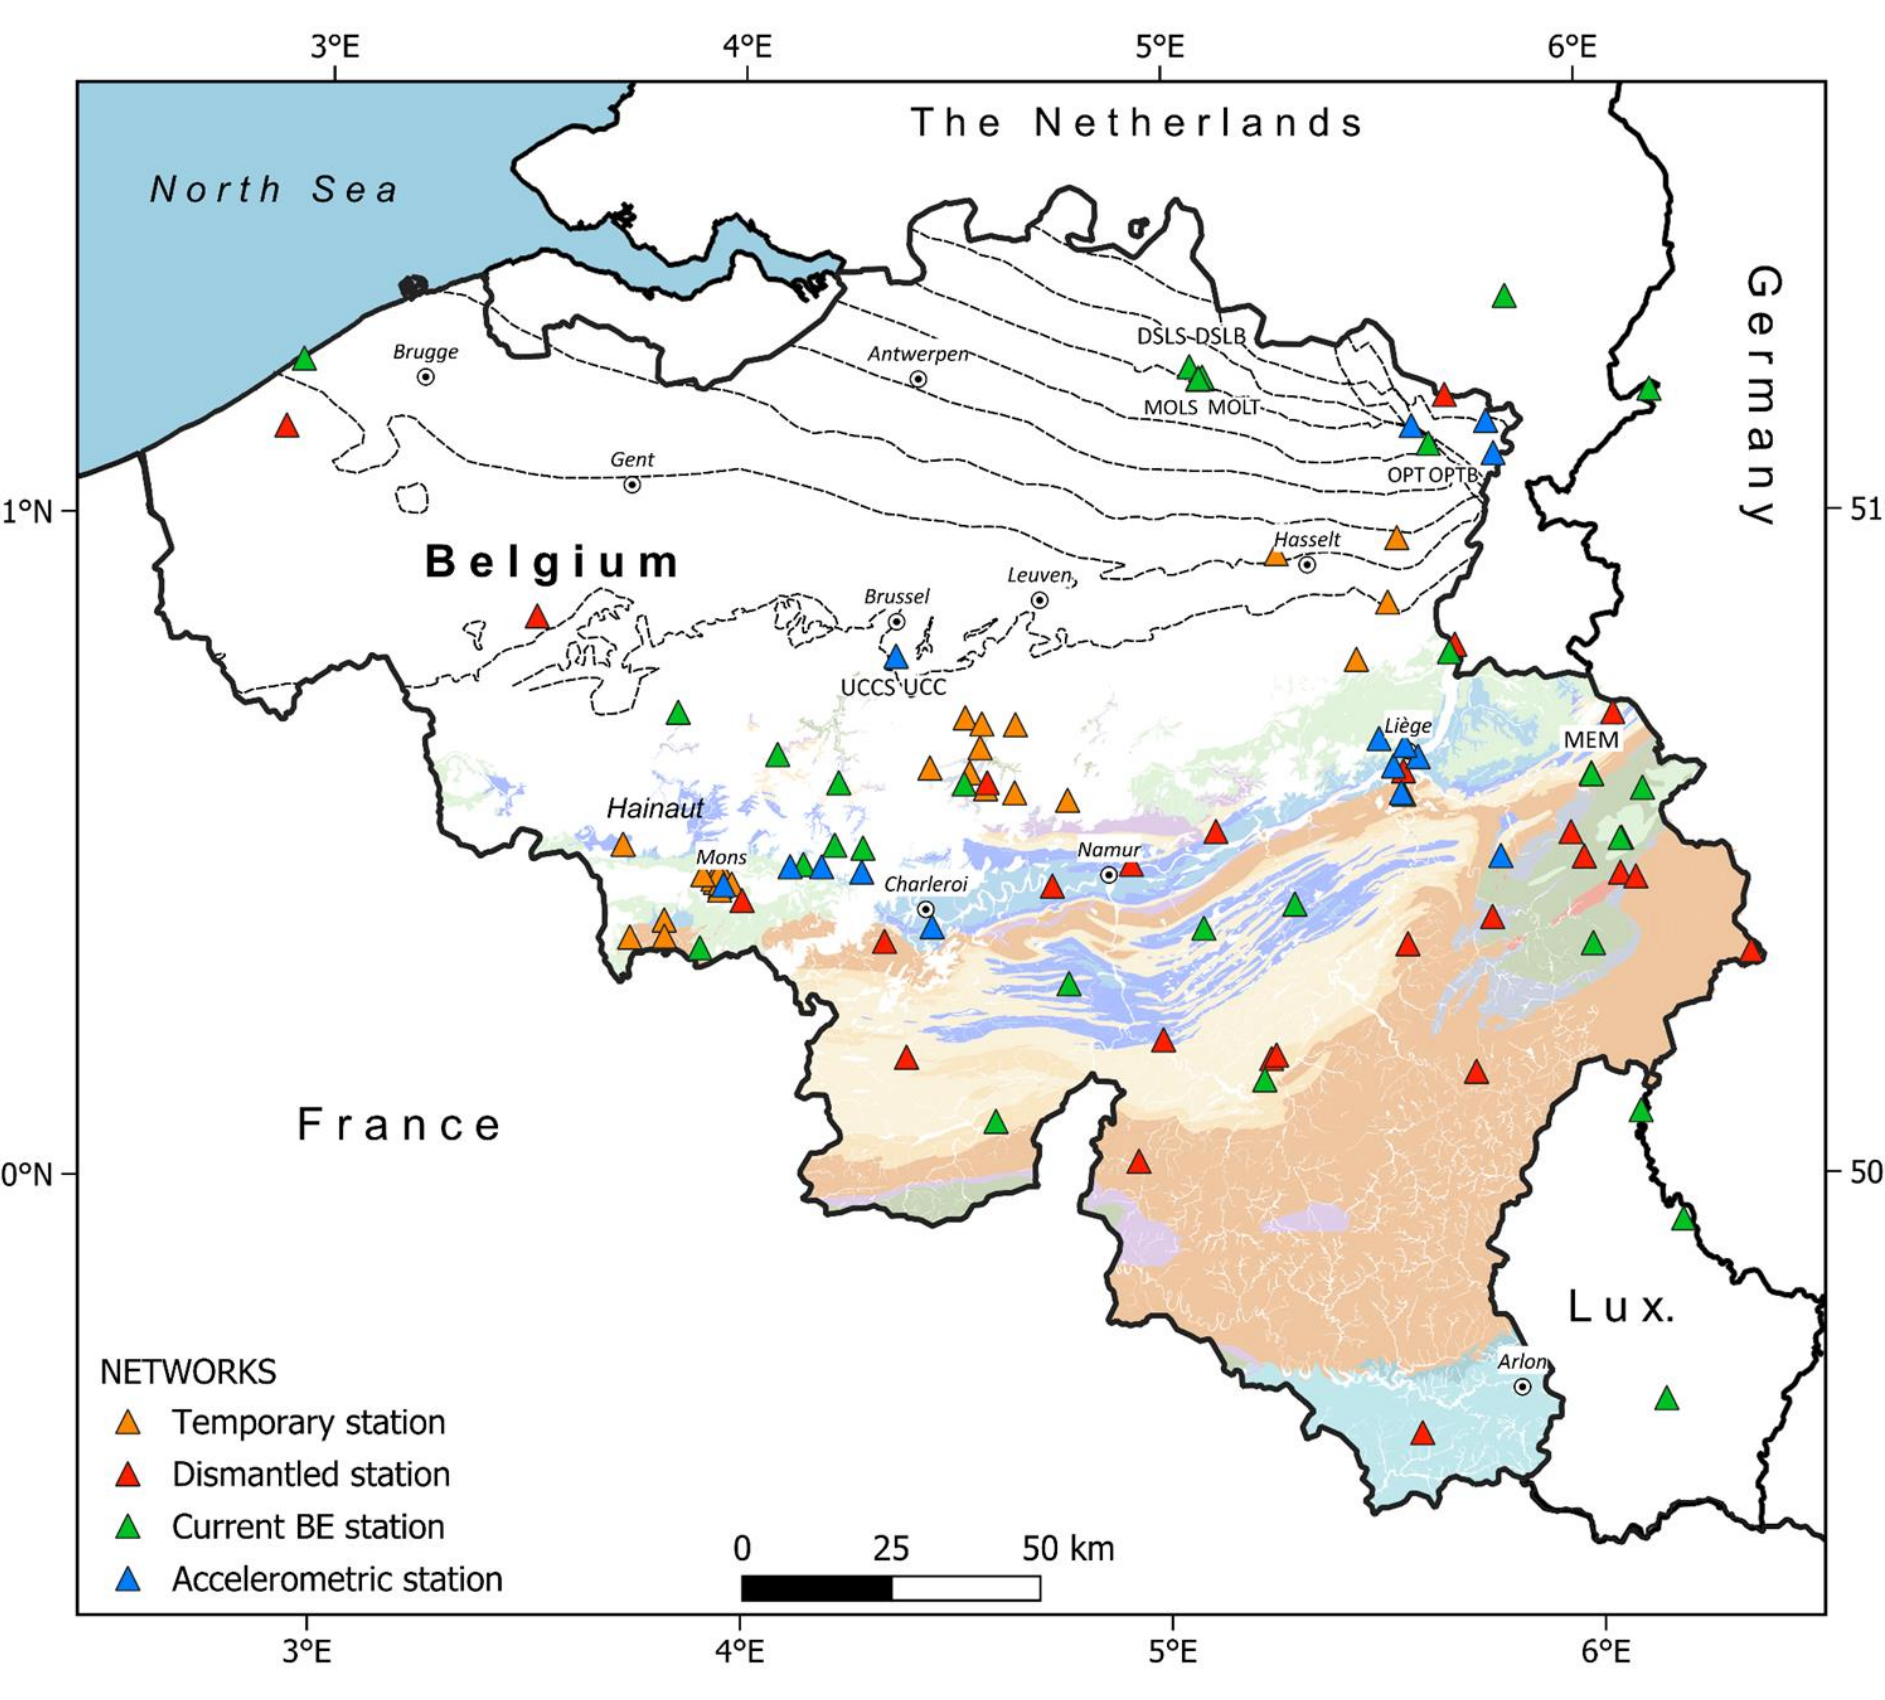 3°E 4°E 5°E 6°E
The Netherlands
North Sea
Germany
DSLS DSLB
Brugge
Antwerpen
MOLS MOLT
Gent
OPT OPTB
1°N
51
Hasselt
Belgium
Leuven
Brussel
UCCS UCC
Liège
MEM
Hainaut
Mons
Namur
Charleroi
France
0°N
50
Lux.
Arlon
NETWORKS
Temporary station
Dismantled station
Current BE station
Accelerometric station
0 25 50 km
3°E 4°E 5°E 6°E